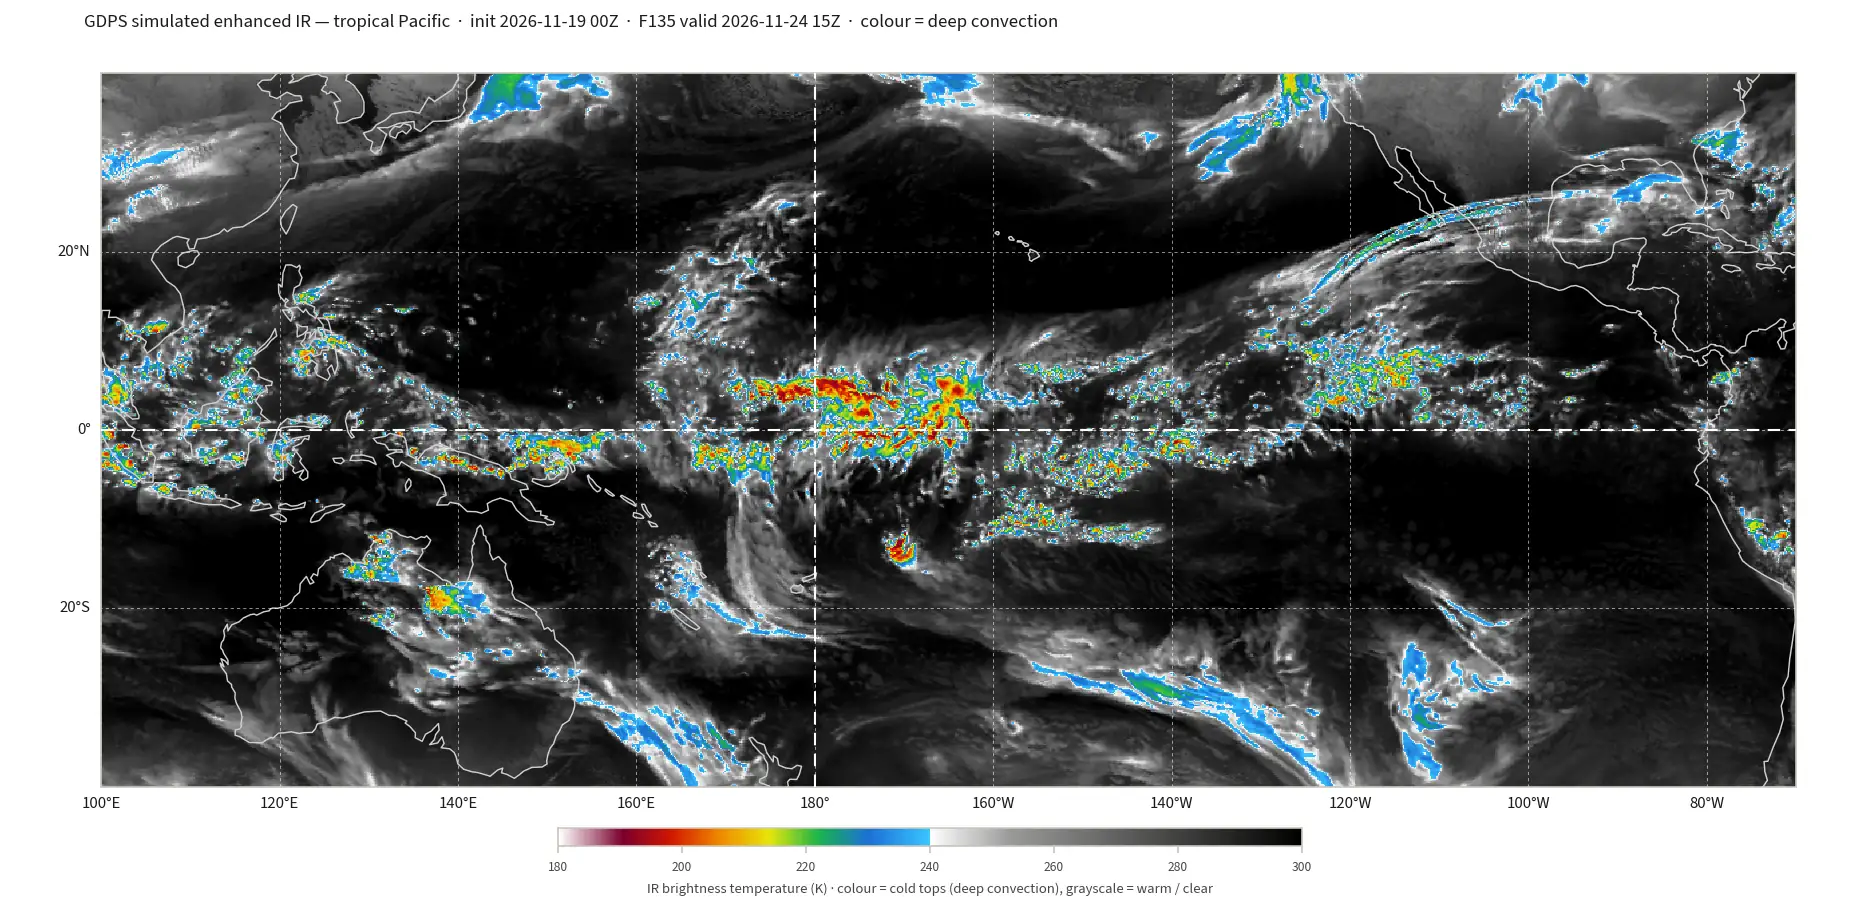 GDPS simulated enhanced IR — tropical Pacific · init 2026-11-19 00Z · F135 valid 2026-11-24 15Z · colour = deep convection
20°N
0°
20°S
100°E 120°E 140°E 160°E 180° 160°W 140°W 120°W 100°W 80°W
180 200 220 240 260 280 300
IR brightness temperature (K) · colour = cold tops (deep convection), grayscale = warm / clear